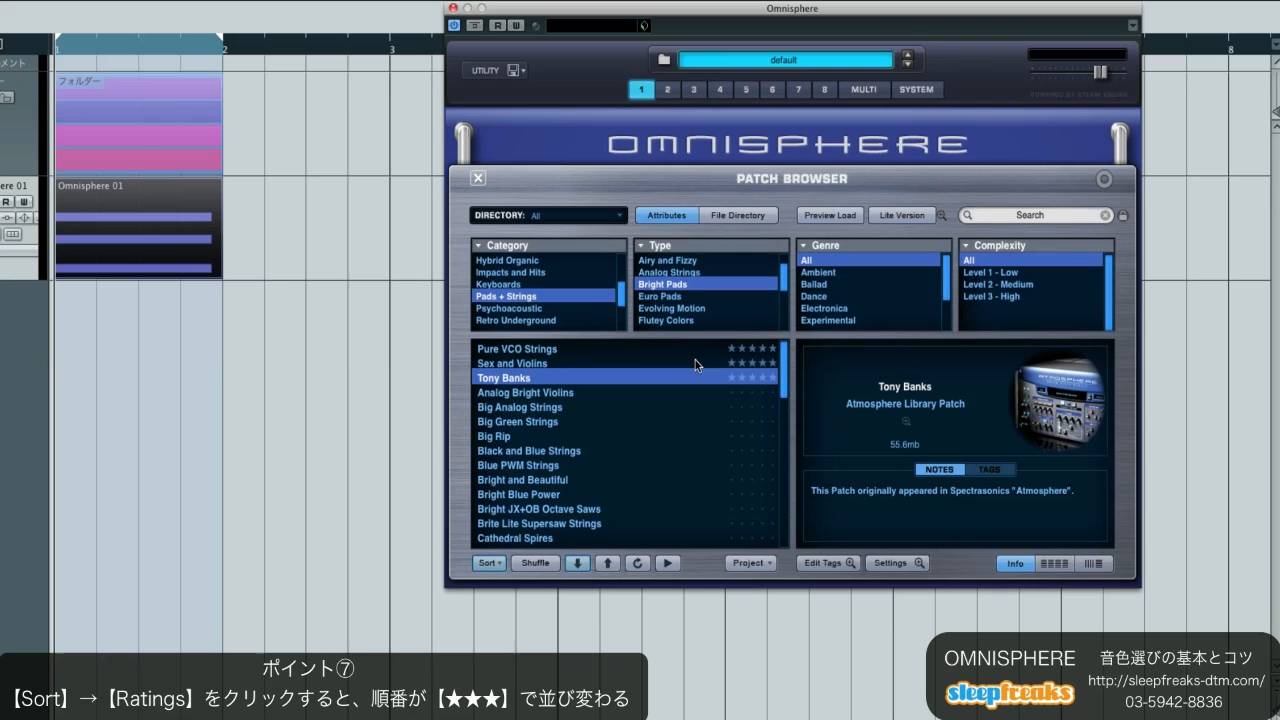 Omnisphere
R W
1 2 3 8
メント
フォルダー
ere 01
R W
Omnisphere 01
UTILITY
default
1 2 3 4 5 6 7 8 MULTI SYSTEM
POWERED BY STEAM ENGINE
OMNISPHERE
PATCH BROWSER
DIRECTORY: All
Attributes File Directory
Preview Load Lite Version
Search
Category
Hybrid Organic
Impacts and Hits
Keyboards
Pads + Strings
Psychoacoustic
Retro Underground
Type
Airy and Fizzy
Analog Strings
Bright Pads
Euro Pads
Evolving Motion
Flutey Colors
Genre
All
Ambient
Ballad
Dance
Electronica
Experimental
Complexity
All
Level 1 - Low
Level 2 - Medium
Level 3 - High
Pure VCO Strings ★★★★★
Sex and Violins ★★★★★
Tony Banks ★★★★★
Analog Bright Violins
Big Analog Strings
Big Green Strings
Big Rip
Black and Blue Strings
Blue PWM Strings
Bright and Beautiful
Bright Blue Power
Bright JX+OB Octave Saws
Brite Lite Supersaw Strings
Cathedral Spires
Tony Banks
Atmosphere Library Patch
55.6mb
ATMOSPHERE
NOTES TAGS
This Patch originally appeared in Spectrasonics "Atmosphere".
Sort Shuffle
Project
Edit Tags Settings
Info
ポイント⑦
【Sort】→【Ratings】をクリックすると、順番が【★★★】で並び変わる
OMNISPHERE 音色選びの基本とコツ
sleepfreaks http://sleepfreaks-dtm.com/
03-5942-8836